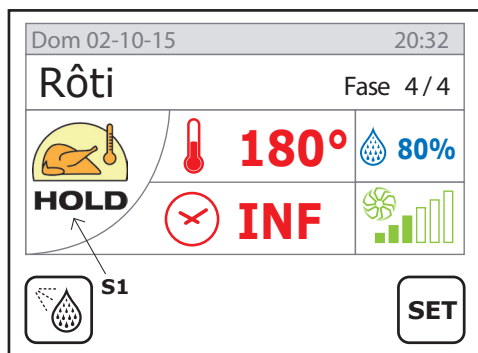 Dom 02-10-15 20:32
Rôti Fase 4/4
180° 80%
HOLD INF
S1
SET